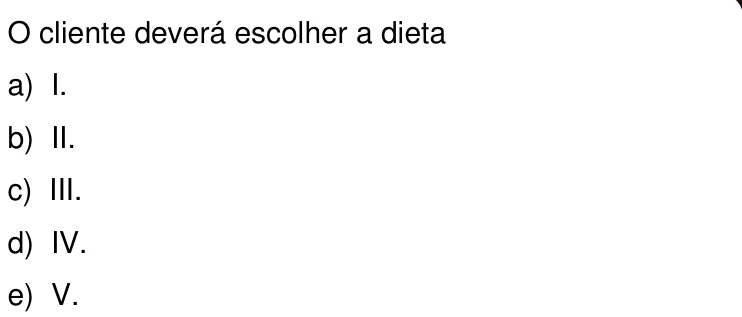 O cliente deverá escolher a dieta
a) I.
b) II.
c) III.
d) IV.
e) V.